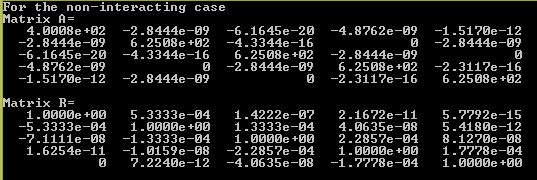 For the non-interacting case
Matrix A=
4.0008e+02 -2.8444e-09 -6.1645e-20 -4.8762e-09 -1.5170e-12
-2.8444e-09 6.2508e+02 -4.3344e-16 0 -2.8444e-09
-6.1645e-20 -4.3344e-16 6.2508e+02 -2.8444e-09 0
-4.8762e-09 0 -2.8444e-09 6.2508e+02 -2.3117e-16
-1.5170e-12 -2.8444e-09 0 -2.3117e-16 6.2508e+02
Matrix R=
1.0000e+00 5.3333e-04 1.4222e-07 2.1672e-11 5.7792e-15
-5.3333e-04 1.0000e+00 1.3333e-04 4.0635e-08 5.4180e-12
-7.1111e-08 -1.3333e-04 1.0000e+00 2.2857e-04 8.1270e-08
1.6254e-11 -1.0159e-08 -2.2857e-04 1.0000e+00 1.7778e-04
0 7.2240e-12 -4.0635e-08 -1.7778e-04 1.0000e+00